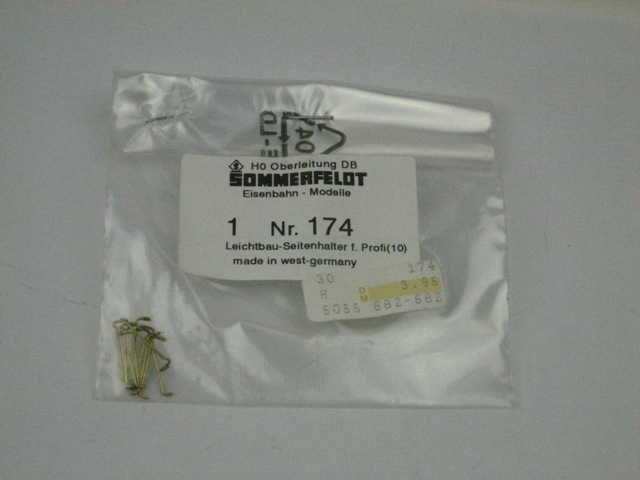 H0 Oberleitung DB
SOMMERFELDT
Eisenbahn - Modelle
1 Nr. 174
Leichtbau-Seitenhalter f. Profi(10)
made in west-germany
30 174
H DM 3.95
5055 882-682